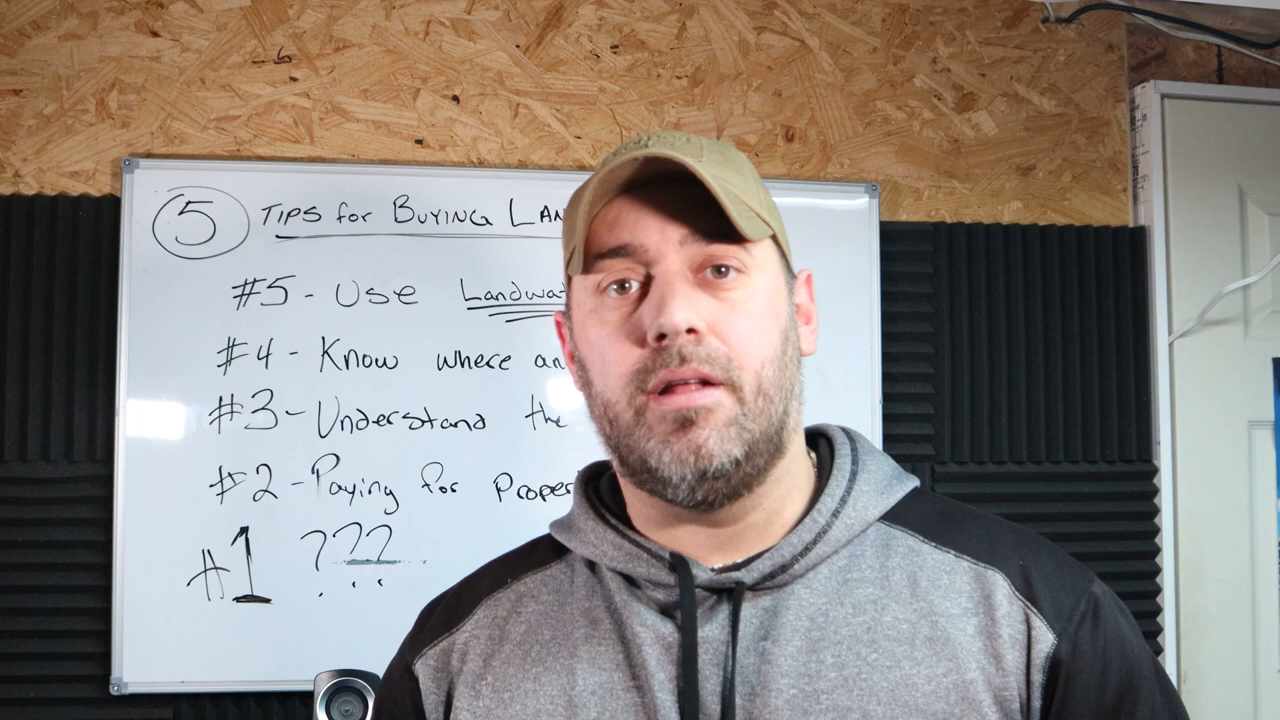 5 TIPS for BUYING LAN
#5 - Use Landwat
#4 - Know where an
#3 - Understand the
#2 - Paying for Proper
#1 ???